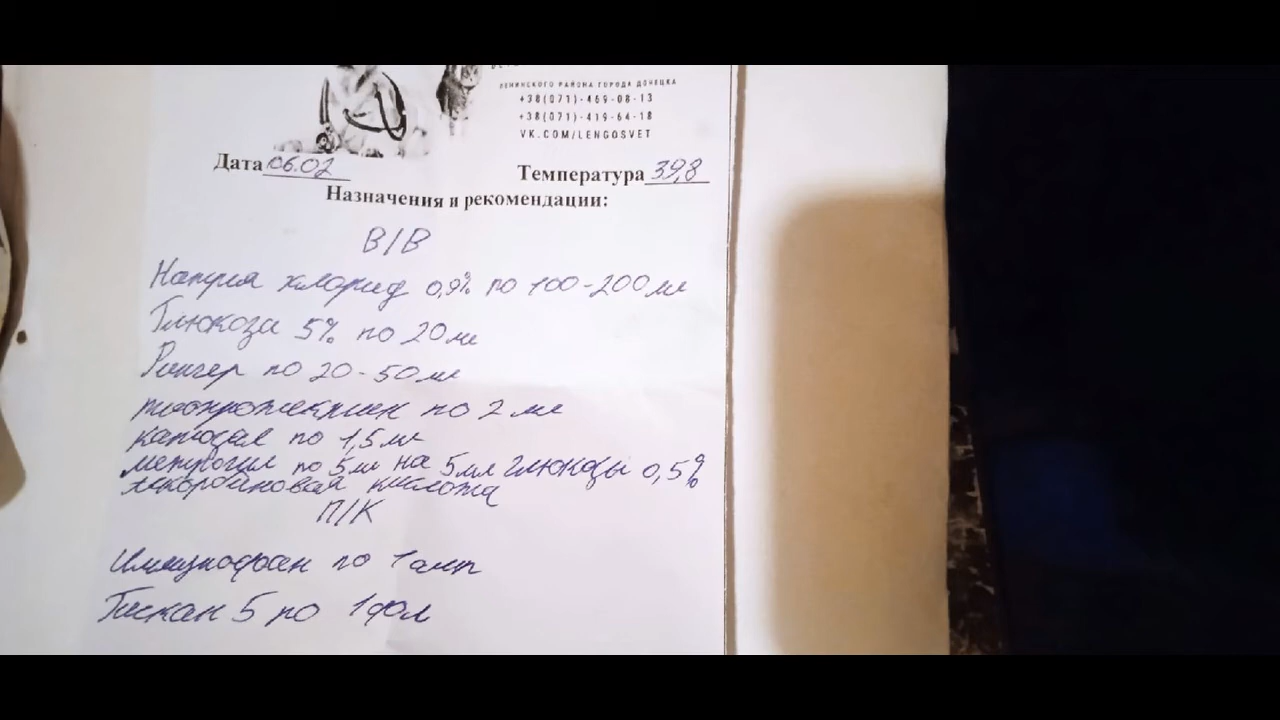 ЛЕНИНСКОГО РАЙОНА ГОРОДА ДОНЕЦКА
+38(071)-469-08-13
+38(071)-419-64-18
VK.COM/LENGOSVET
Дата 06.02 Температура 39,8
Назначения и рекомендации:
В/В
Натрия хлорид 0,9% по 100-200 мл
Глюкоза 5% по 20 мл
Рингер по 20-50 мл
тиопротектин по 2 мл
катозал по 1,5 мл
метрогил по 5 мл на 5 мл глюкозы 0,5%
аскорбиновая кислота
П/К
Имунофан по 1 амп
Гискан 5 по 1 фл